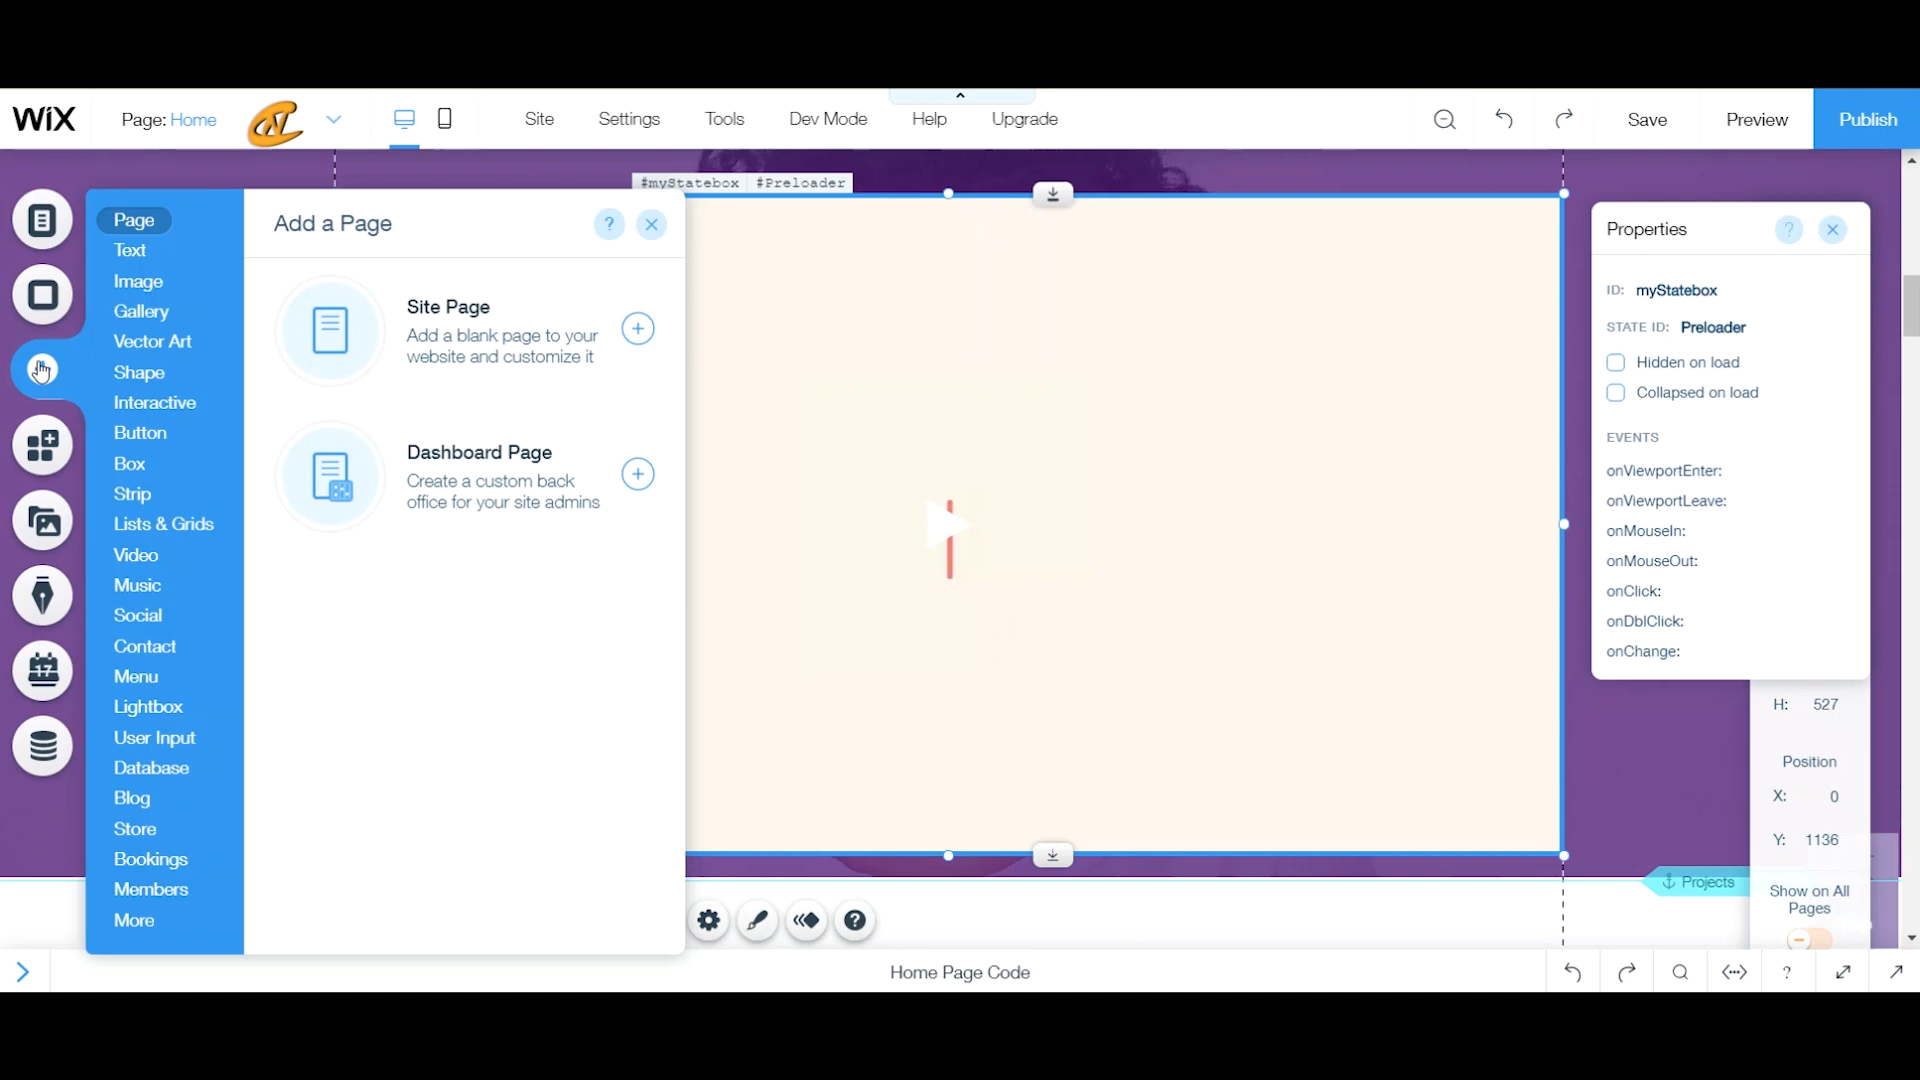 WiX
Page: Home
Site
Settings
Tools
Dev Mode
Help
Upgrade
Save
Preview
Publish
#myStatebox
#Preloader
Page
Text
Image
Gallery
Vector Art
Shape
Interactive
Button
Box
Strip
Lists & Grids
Video
Music
Social
Contact
Menu
Lightbox
User Input
Database
Blog
Store
Bookings
Members
More
Add a Page
?
Site Page
Add a blank page to your
website and customize it
Dashboard Page
Create a custom back
office for your site admins
17
Properties
?
ID: myStatebox
STATE ID: Preloader
Hidden on load
Collapsed on load
EVENTS
onViewportEnter:
onViewportLeave:
onMouseIn:
onMouseOut:
onClick:
onDblClick:
onChange:
H: 527
Position
X: 0
Y: 1136
Show on All
Pages
Projects
?
Home Page Code
?